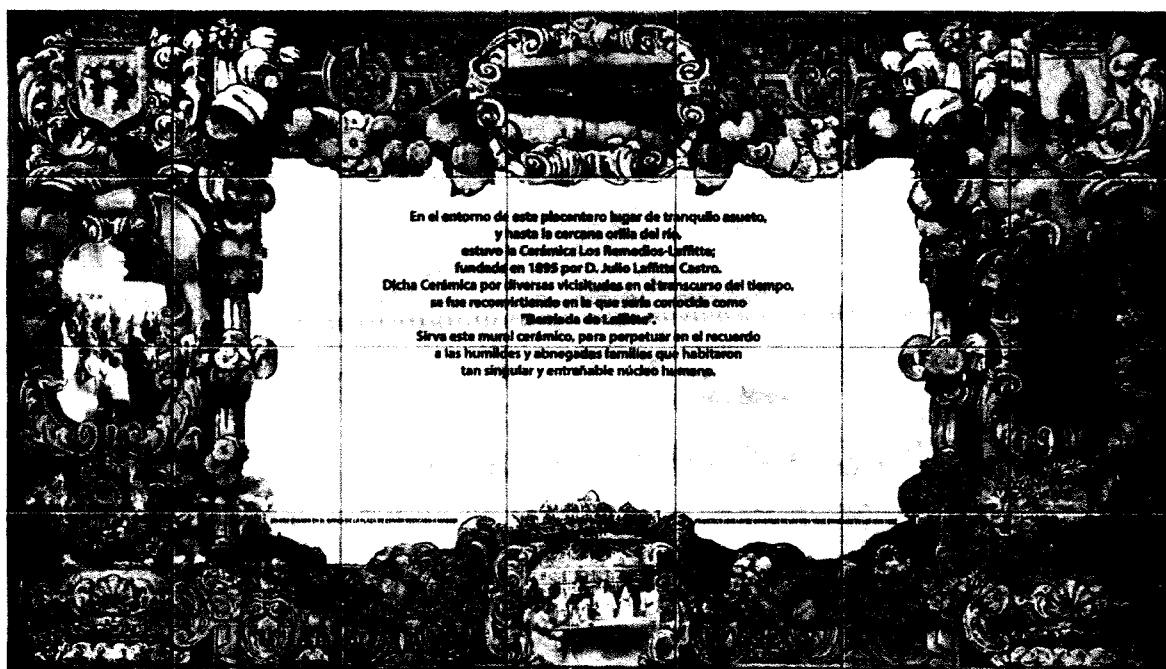 En el entorno de este placentero lugar de tranquilo asueto,
y hasta la cercana orilla del río,
estuvo la Cerámica Los Remedios-Laffitte;
fundada en 1895 por D. Julio Laffitte Castro.
Dicha Cerámica por diversas vicisitudes en el transcurso del tiempo,
se fue reconvirtiendo en lo que sería conocido como
"Barriada de Laffitte".
Sirva este mural cerámico, para perpetuar en el recuerdo
a las humildes y abnegadas familias que habitaron
tan singular y entrañable núcleo humano.